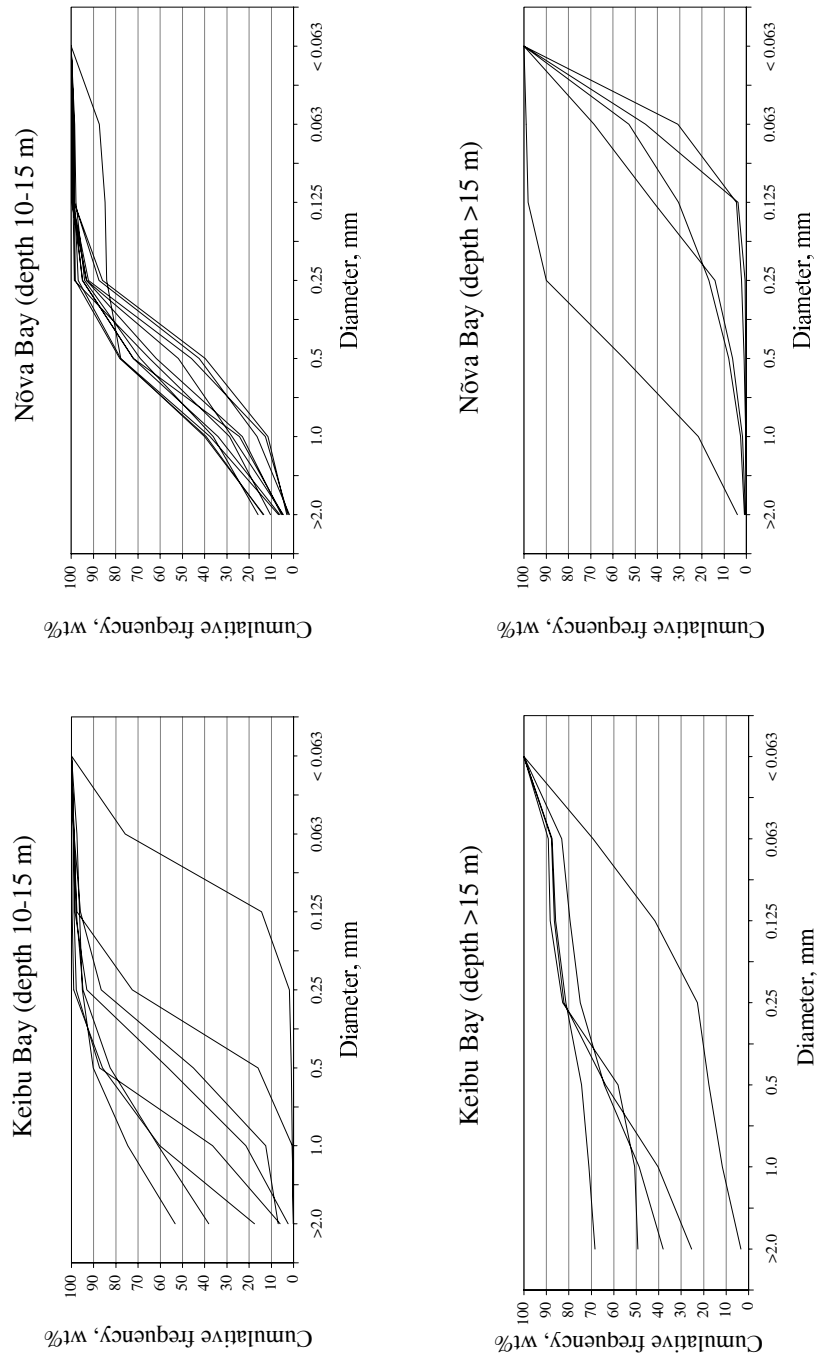 Keibu Bay (depth 10-15 m)
Cumulative frequency, wt%
100
90
80
70
60
50
40
30
20
10
0
>2.0 1.0 0.5 0.25 0.125 0.063 < 0.063
Diameter, mm
Nõva Bay (depth 10-15 m)
Cumulative frequency, wt%
100
90
80
70
60
50
40
30
20
10
0
>2.0 1.0 0.5 0.25 0.125 0.063 < 0.063
Diameter, mm
Keibu Bay (depth >15 m)
Cumulative frequency, wt%
100
90
80
70
60
50
40
30
20
10
0
>2.0 1.0 0.5 0.25 0.125 0.063 < 0.063
Diameter, mm
Nõva Bay (depth >15 m)
Cumulative frequency, wt%
100
90
80
70
60
50
40
30
20
10
0
>2.0 1.0 0.5 0.25 0.125 0.063 < 0.063
Diameter, mm